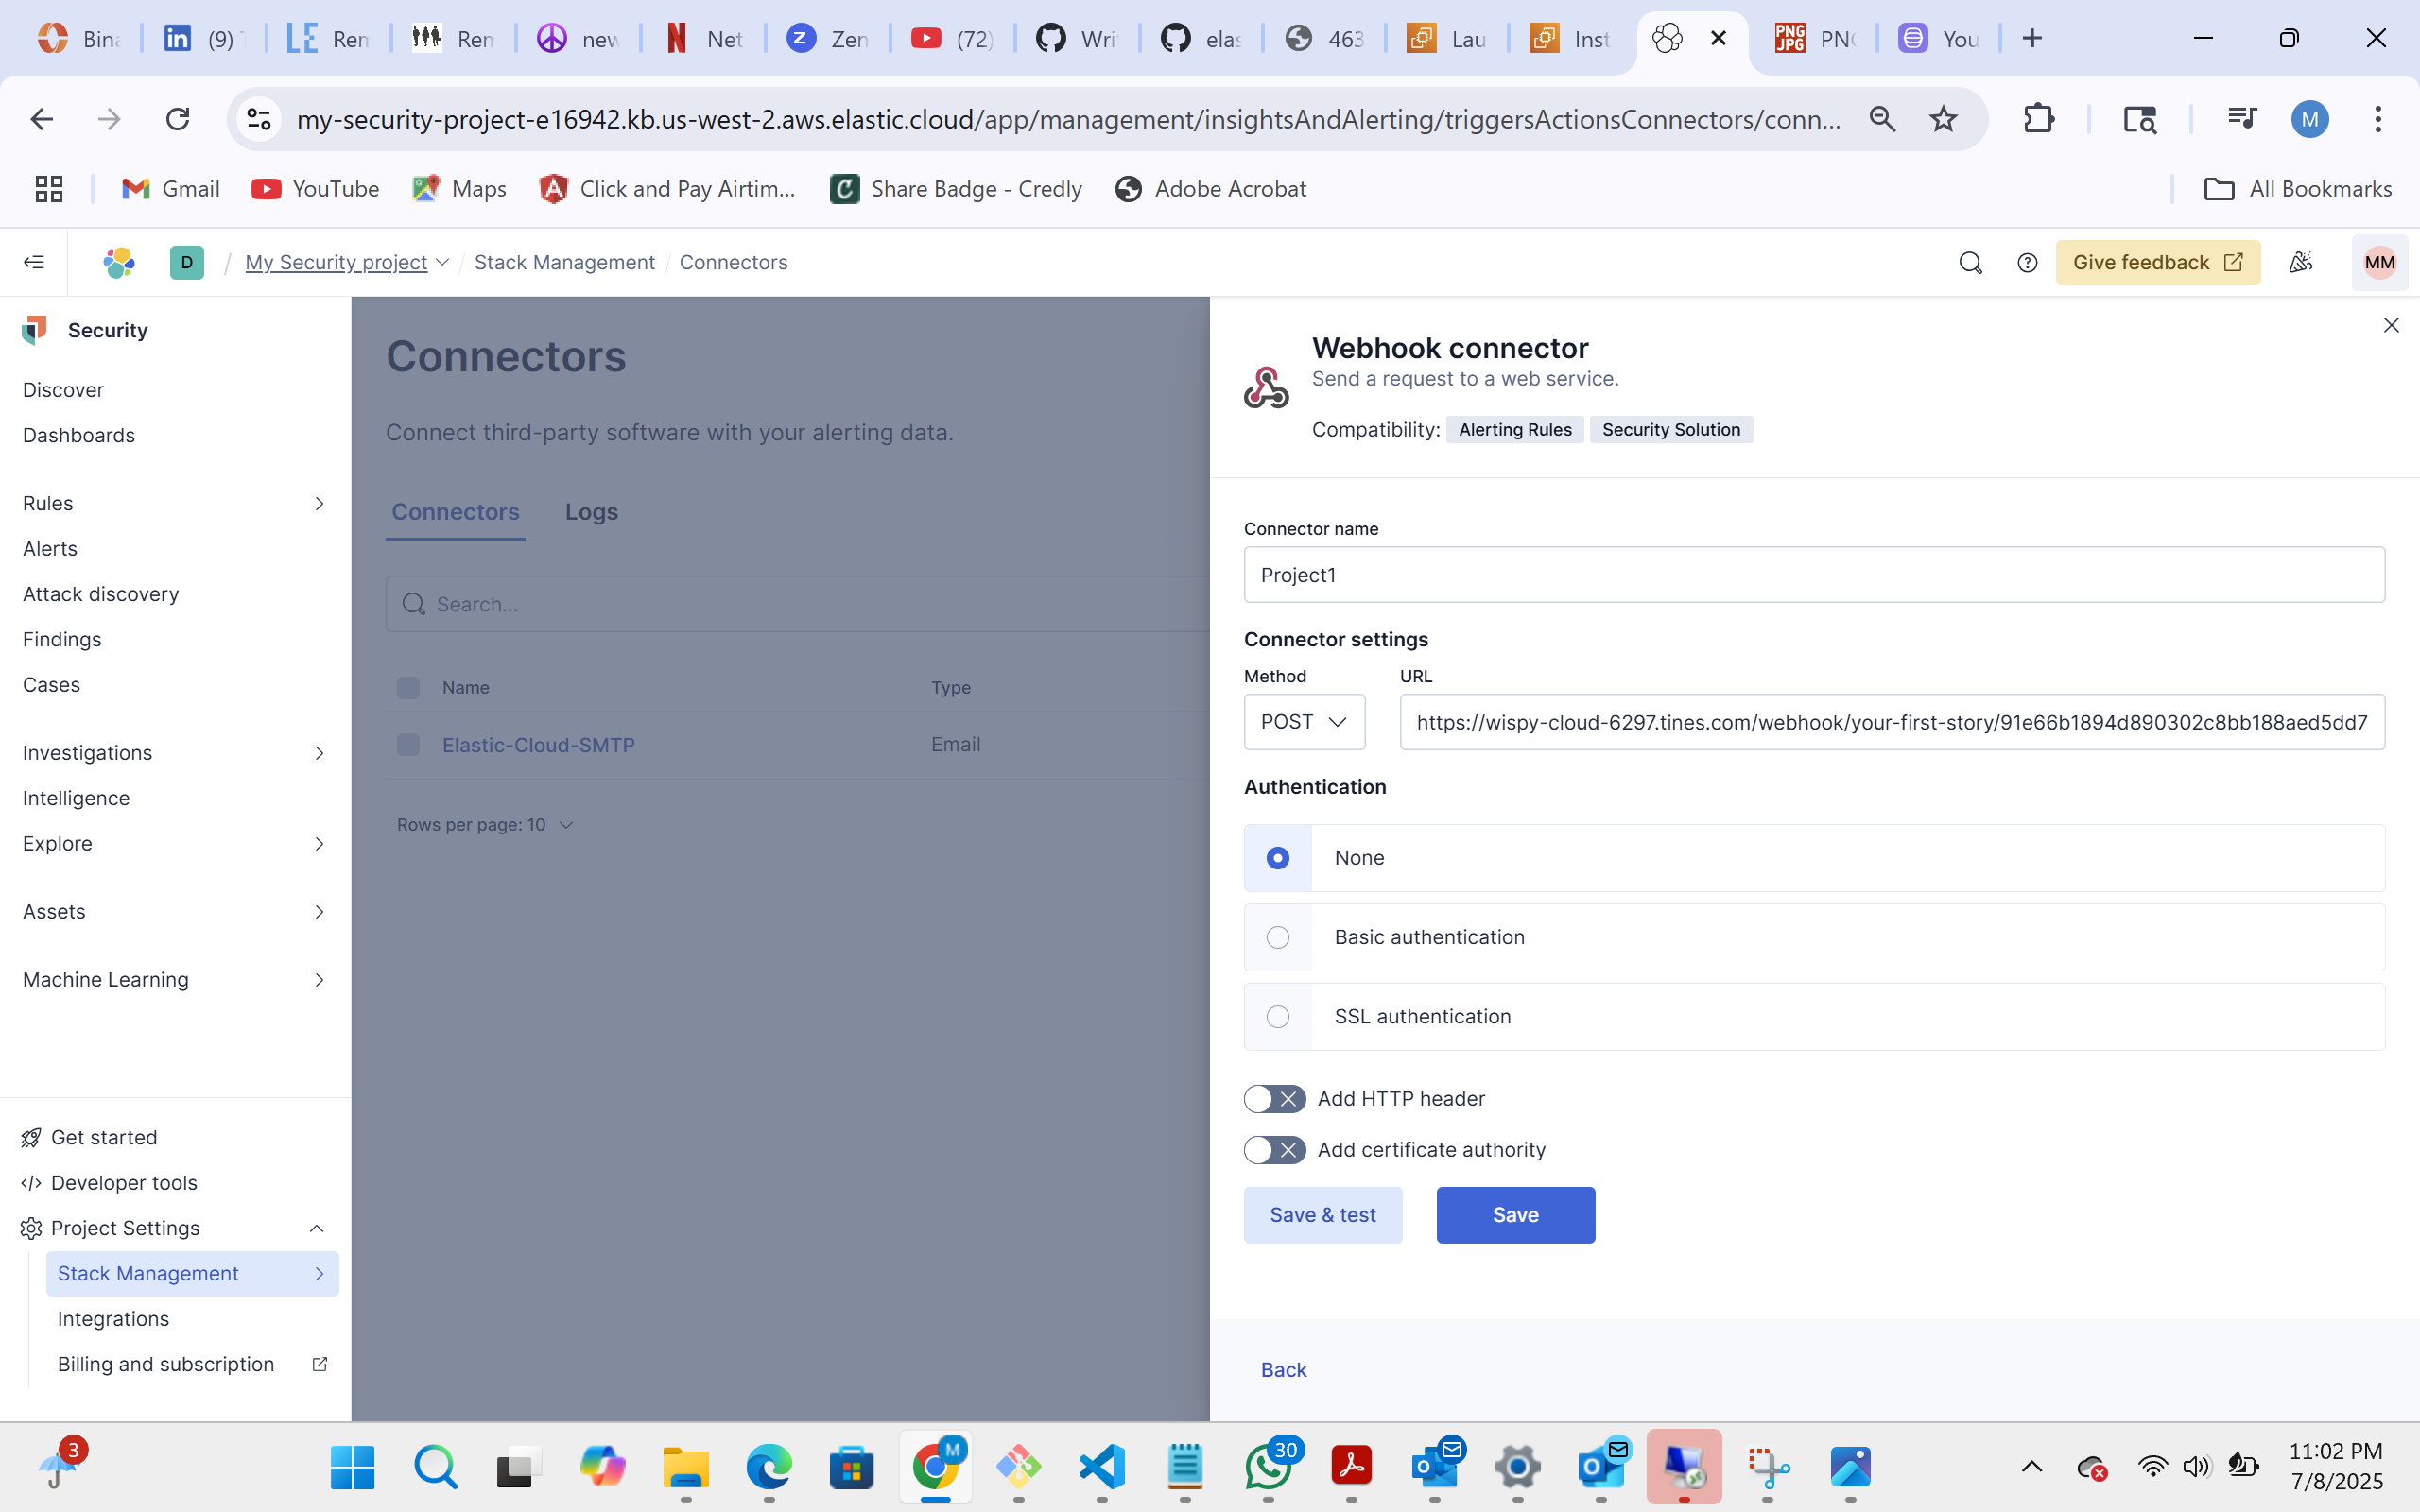 Bin
(9)
Rem
Rem
new
Net
Zen
(72)
Wri
elas
463
Lau
Inst
PNG
You
my-security-project-e16942.kb.us-west-2.aws.elastic.cloud/app/management/insightsAndAlerting/triggersActionsConnectors/conn...
M
Gmail
YouTube
Maps
Click and Pay Airtim...
Share Badge - Credly
Adobe Acrobat
All Bookmarks
D / My Security project / Stack Management / Connectors
Give feedback
MM
Security
Discover
Dashboards
Rules
Alerts
Attack discovery
Findings
Cases
Investigations
Intelligence
Explore
Assets
Machine Learning
Get started
Developer tools
Project Settings
Stack Management
Integrations
Billing and subscription
Connectors
Connect third-party software with your alerting data.
Connectors Logs
Search...
Name Type
Elastic-Cloud-SMTP Email
Rows per page: 10
Webhook connector
Send a request to a web service.
Compatibility: Alerting Rules Security Solution
Connector name
Project1
Connector settings
Method URL
POST https://wispy-cloud-6297.tines.com/webhook/your-first-story/91e66b1894d890302c8bb188aed5dd7
Authentication
None
Basic authentication
SSL authentication
Add HTTP header
Add certificate authority
Save & test Save
Back
3
M
30
11:02 PM
7/8/2025